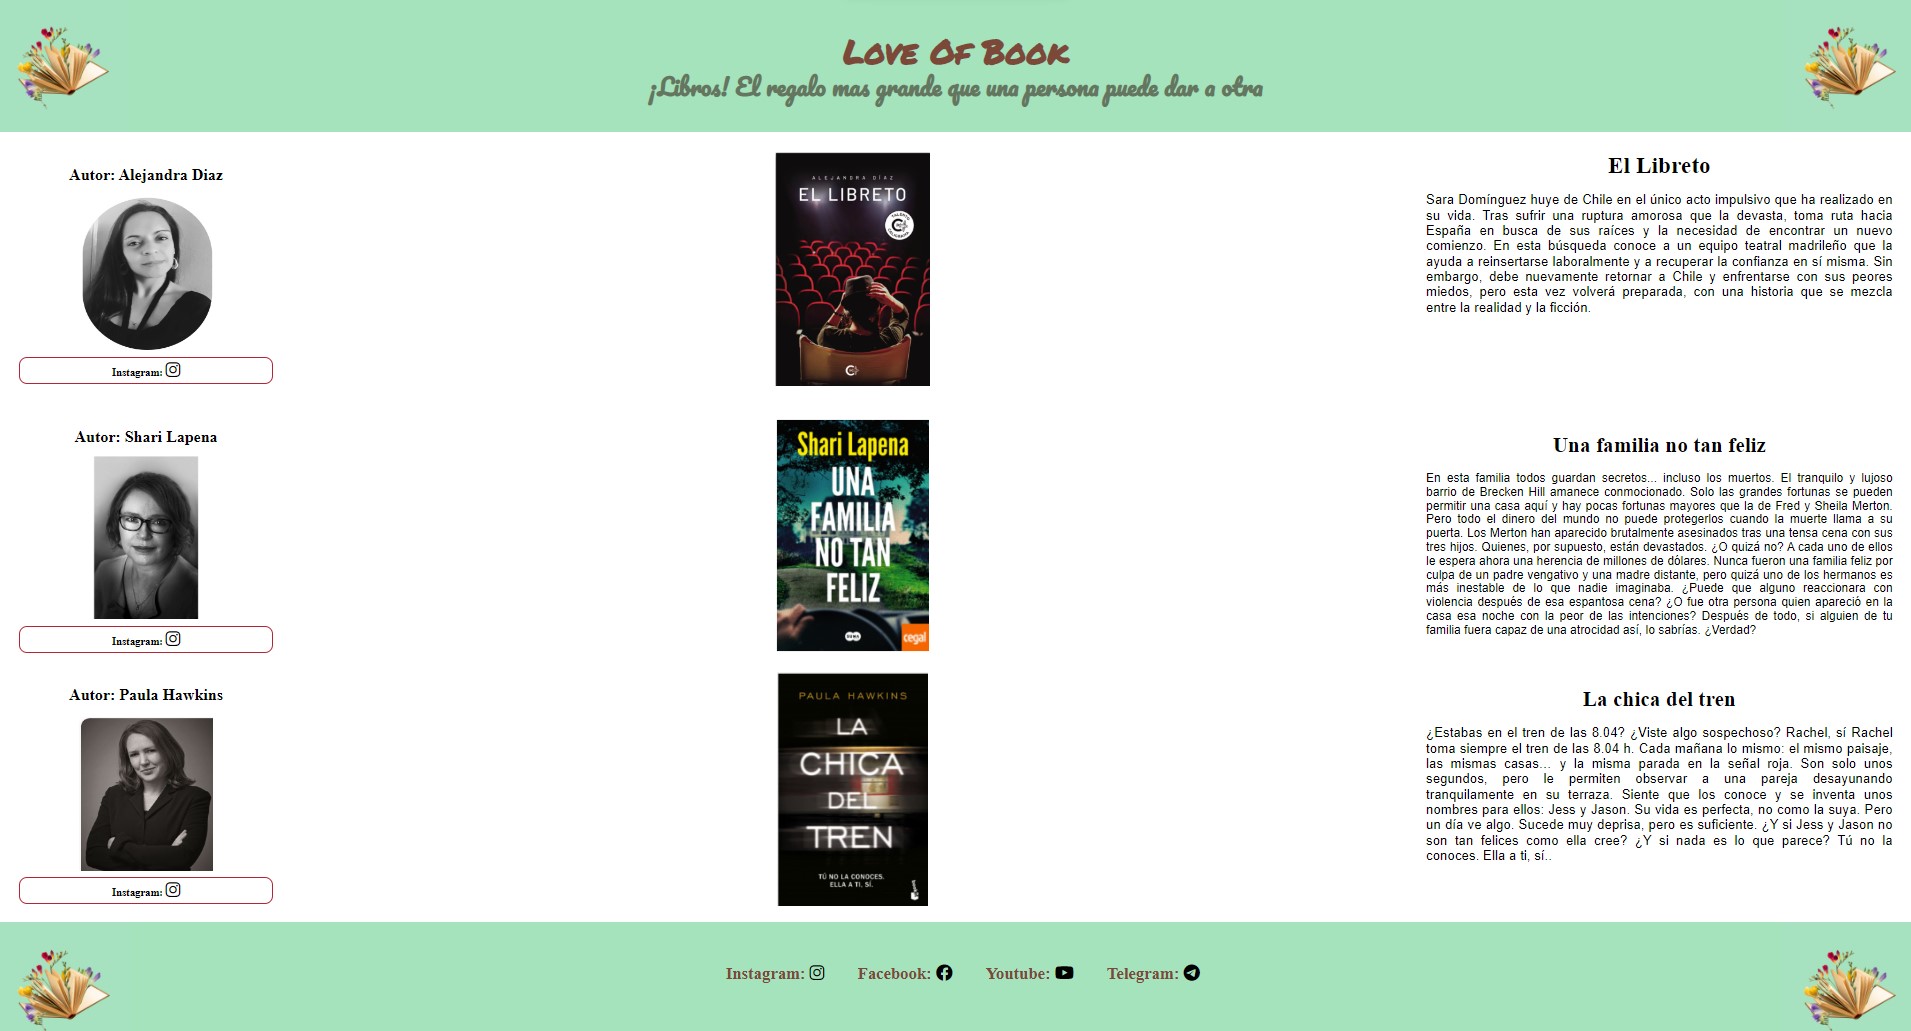 Love Of Book
¡Libros! El regalo mas grande que una persona puede dar a otra
Autor: Alejandra Diaz
Instagram:
ALEJANDRA DÍAZ
EL LIBRETO
TALENTO
CALIGRAMA
El Libreto
Sara Domínguez huye de Chile en el único acto impulsivo que ha realizado en
su vida. Tras sufrir una ruptura amorosa que la devasta, toma ruta hacia
España en busca de sus raíces y la necesidad de encontrar un nuevo
comienzo. En esta búsqueda conoce a un equipo teatral madrileño que la
ayuda a reinsertarse laboralmente y a recuperar la confianza en sí misma. Sin
embargo, debe nuevamente retornar a Chile y enfrentarse con sus peores
miedos, pero esta vez volverá preparada, con una historia que se mezcla
entre la realidad y la ficción.
Autor: Shari Lapena
Instagram:
Shari Lapena
UNA
FAMILIA
NO TAN
FELIZ
cegal
Una familia no tan feliz
En esta familia todos guardan secretos... incluso los muertos. El tranquilo y lujoso
barrio de Brecken Hill amanece conmocionado. Solo las grandes fortunas se pueden
permitir una casa aquí y hay pocas fortunas mayores que la de Fred y Sheila Merton.
Pero todo el dinero del mundo no puede protegerlos cuando la muerte llama a su
puerta. Los Merton han aparecido brutalmente asesinados tras una tensa cena con sus
tres hijos. Quienes, por supuesto, están devastados. ¿O quizá no? A cada uno de ellos
le espera ahora una herencia de millones de dólares. Nunca fueron una familia feliz por
culpa de un padre vengativo y una madre distante, pero quizá uno de los hermanos es
más inestable de lo que nadie imaginaba. ¿Puede que alguno reaccionara con
violencia después de esa espantosa cena? ¿O fue otra persona quien apareció en la
casa esa noche con la peor de las intenciones? Después de todo, si alguien de tu
familia fuera capaz de una atrocidad así, lo sabrías. ¿Verdad?
Autor: Paula Hawkins
Instagram:
PAULA HAWKINS
LA
CHICA
DEL
TREN
TÚ NO LA CONOCES.
ELLA A TI, SÍ.
La chica del tren
¿Estabas en el tren de las 8.04? ¿Viste algo sospechoso? Rachel, sí Rachel
toma siempre el tren de las 8.04 h. Cada mañana lo mismo: el mismo paisaje,
las mismas casas... y la misma parada en la señal roja. Son solo unos
segundos, pero le permiten observar a una pareja desayunando
tranquilamente en su terraza. Siente que los conoce y se inventa unos
nombres para ellos: Jess y Jason. Su vida es perfecta, no como la suya. Pero
un día ve algo. Sucede muy deprisa, pero es suficiente. ¿Y si Jess y Jason no
son tan felices como ella cree? ¿Y si nada es lo que parece? Tú no la
conoces. Ella a ti, sí..
Instagram: Facebook: Youtube: Telegram: